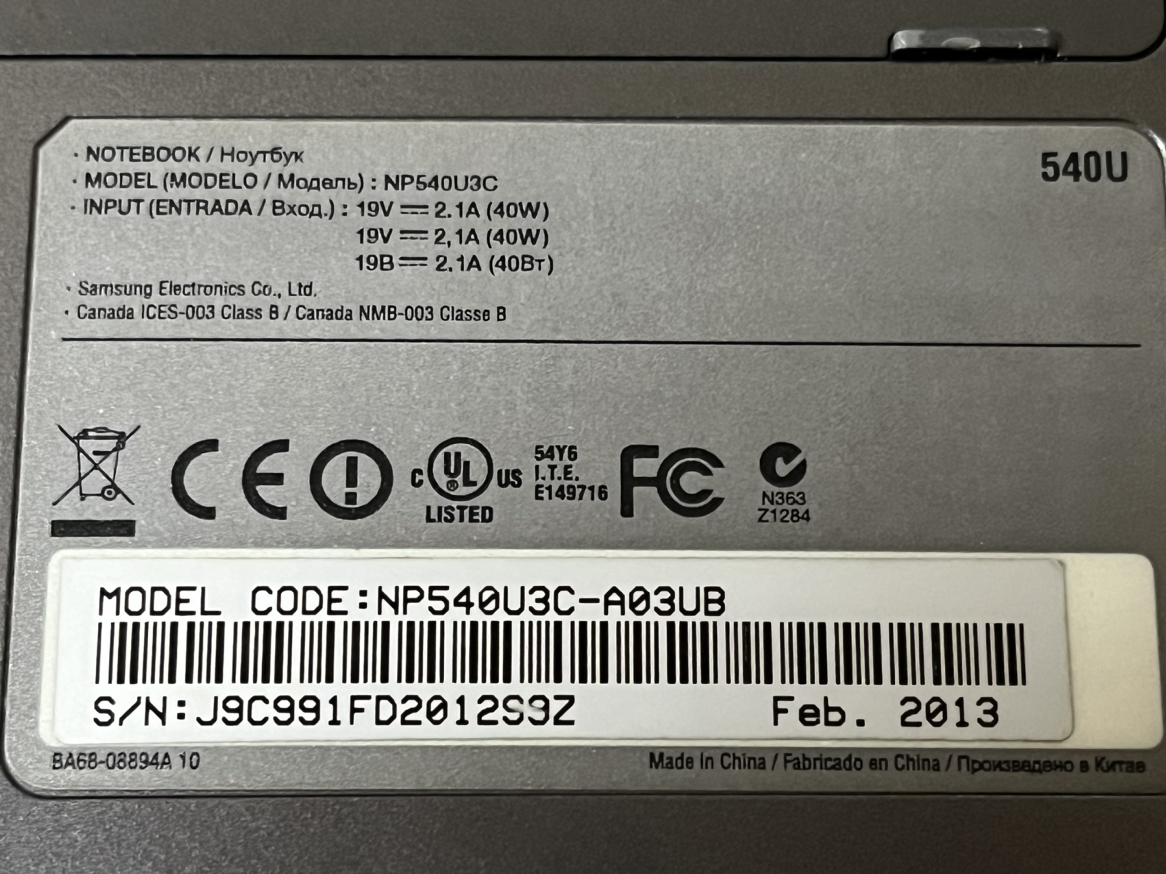 · NOTEBOOK / Ноутбук
540U
· MODEL (MODELO / Модель) : NP540U3C
· INPUT (ENTRADA / Вход.) : 19V ⎓ 2.1A (40W)
19V ⎓ 2,1A (40W)
19В ⎓ 2.1A (40Вт)
· Samsung Electronics Co., Ltd.
· Canada ICES-003 Class B / Canada NMB-003 Classe B
CE
C UL ® US
LISTED
54Y6
I.T.E.
E149716
FC
N363
Z1284
MODEL CODE:NP540U3C-A03UB
S/N:J9C991FD2012S9Z Feb. 2013
BA68-08894A 10
Made in China / Fabricado en China / Произведено в Китае